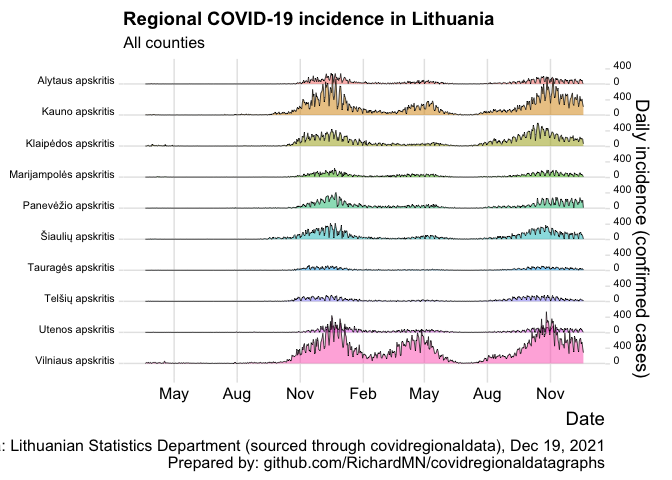 Regional COVID-19 incidence in Lithuania
All counties
Alytaus apskritis
400
0
Kauno apskritis
400
0
Klaipėdos apskritis
400
0
Marijampolės apskritis
400
0
Panevėžio apskritis
400
0
Šiaulių apskritis
400
0
Tauragės apskritis
400
0
Telšių apskritis
400
0
Utenos apskritis
400
0
Vilniaus apskritis
400
0
Daily incidence (confirmed cases)
May Aug Nov Feb May Aug Nov
Date
: Lithuanian Statistics Department (sourced through covidregionaldata), Dec 19, 2021
Prepared by: github.com/RichardMN/covidregionaldatagraphs